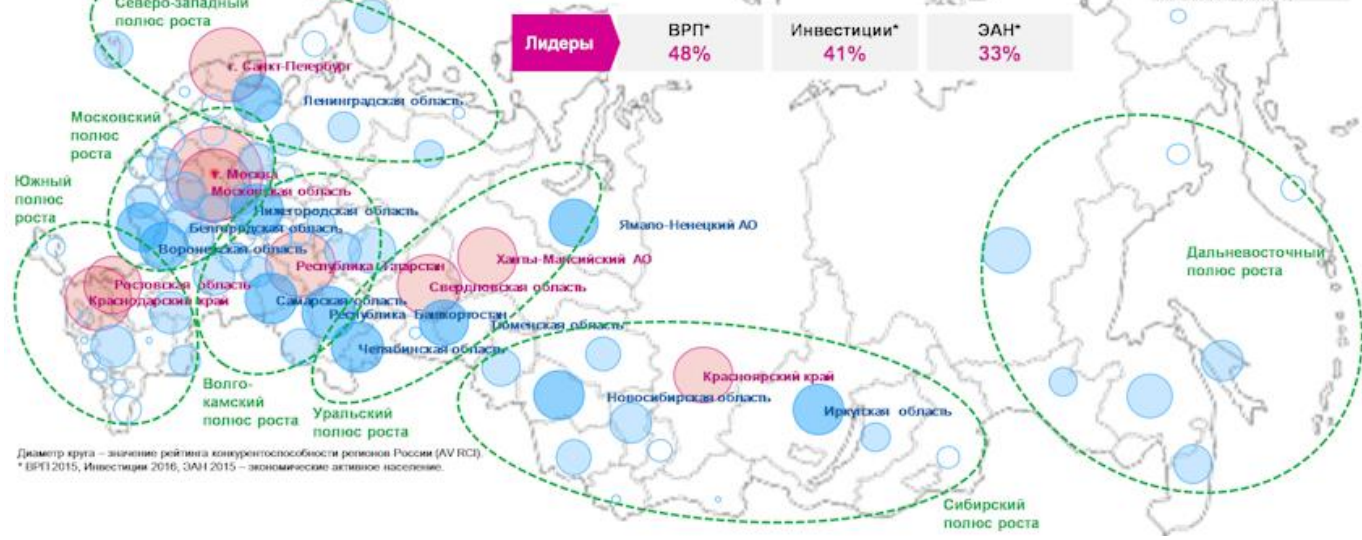 Северо-западный
полюс роста
Лидеры
ВРП*
48%
Инвестиции*
41%
ЭАН*
33%
г. Санкт-Петербург
Ленинградская область
Московский
полюс
роста
г. Москва
Московская область
Южный
полюс
роста
Нижегородская область
Белгородская область
Воронежская область
Ямало-Ненецкий АО
Ханты-Мансийский АО
Республика Татарстан
Свердловская область
Ростовская область
Краснодарский край
Самарская область
Республика Башкортостан
Тюменская область
Челябинская область
Дальневосточный
полюс роста
Волго-
камский
полюс роста
Уральский
полюс роста
Красноярский край
Новосибирская область
Иркутская область
Сибирский
полюс роста
Диаметр круга – значение рейтинга конкурентоспособности регионов России (AV RCI).
* ВРП 2015, Инвестиции 2016, ЭАН 2015 – экономические активное население.